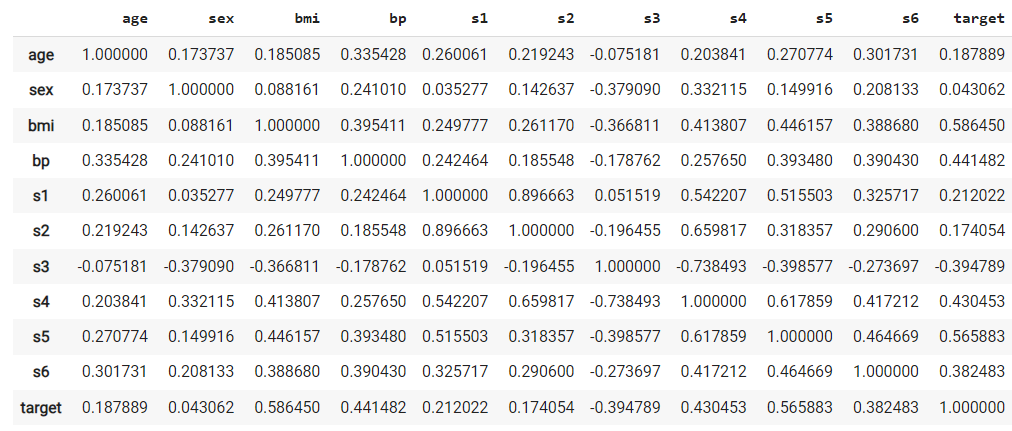 age sex bmi bp s1 s2 s3 s4 s5 s6 target
age 1.000000 0.173737 0.185085 0.335428 0.260061 0.219243 -0.075181 0.203841 0.270774 0.301731 0.187889
sex 0.173737 1.000000 0.088161 0.241010 0.035277 0.142637 -0.379090 0.332115 0.149916 0.208133 0.043062
bmi 0.185085 0.088161 1.000000 0.395411 0.249777 0.261170 -0.366811 0.413807 0.446157 0.388680 0.586450
bp 0.335428 0.241010 0.395411 1.000000 0.242464 0.185548 -0.178762 0.257650 0.393480 0.390430 0.441482
s1 0.260061 0.035277 0.249777 0.242464 1.000000 0.896663 0.051519 0.542207 0.515503 0.325717 0.212022
s2 0.219243 0.142637 0.261170 0.185548 0.896663 1.000000 -0.196455 0.659817 0.318357 0.290600 0.174054
s3 -0.075181 -0.379090 -0.366811 -0.178762 0.051519 -0.196455 1.000000 -0.738493 -0.398577 -0.273697 -0.394789
s4 0.203841 0.332115 0.413807 0.257650 0.542207 0.659817 -0.738493 1.000000 0.617859 0.417212 0.430453
s5 0.270774 0.149916 0.446157 0.393480 0.515503 0.318357 -0.398577 0.617859 1.000000 0.464669 0.565883
s6 0.301731 0.208133 0.388680 0.390430 0.325717 0.290600 -0.273697 0.417212 0.464669 1.000000 0.382483
target 0.187889 0.043062 0.586450 0.441482 0.212022 0.174054 -0.394789 0.430453 0.565883 0.382483 1.000000